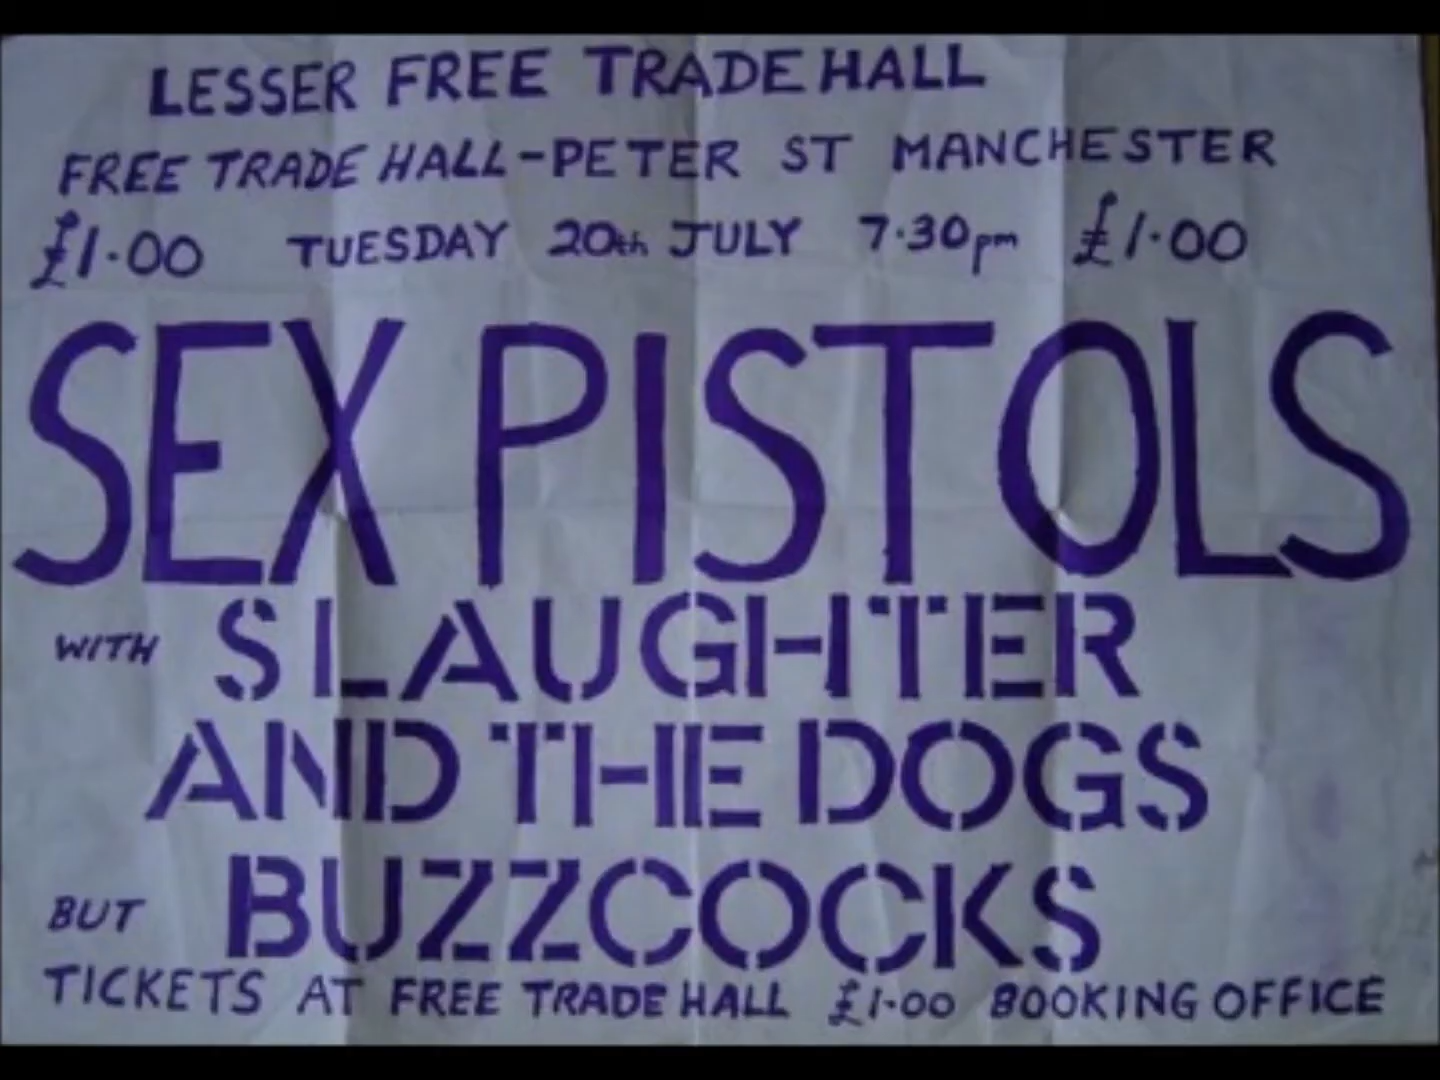 LESSER FREE TRADE HALL
FREE TRADE HALL-PETER ST MANCHESTER
£1.00 TUESDAY 20th JULY 7.30pm £1.00
SEX PISTOLS
WITH SLAUGHTER
AND THE DOGS
BUT BUZZCOCKS
TICKETS AT FREE TRADE HALL £1.00 BOOKING OFFICE